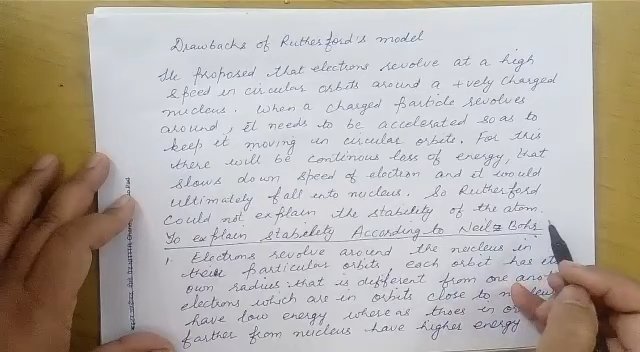 Drawbacks of Rutherford's model
He proposed that electrons revolve at a high
speed in circular orbits around a +vely charged
nucleus. When a charged particle revolves
around, it needs to be accelerated so as to
keep it moving in circular orbits. For this
there will be continous loss of energy, that
slows down speed of electron and it would
ultimately fall into nucleus. So Rutherford
could not explain the stability of the atom.
To explain stability According to Neils Bohr
1. Electrons revolve around the nucleus in
their particular orbits each orbit has its
own radius that is different from one
electrons which are in orbits close to
have low energy where as thoes in
farther from nucleus have higher energy